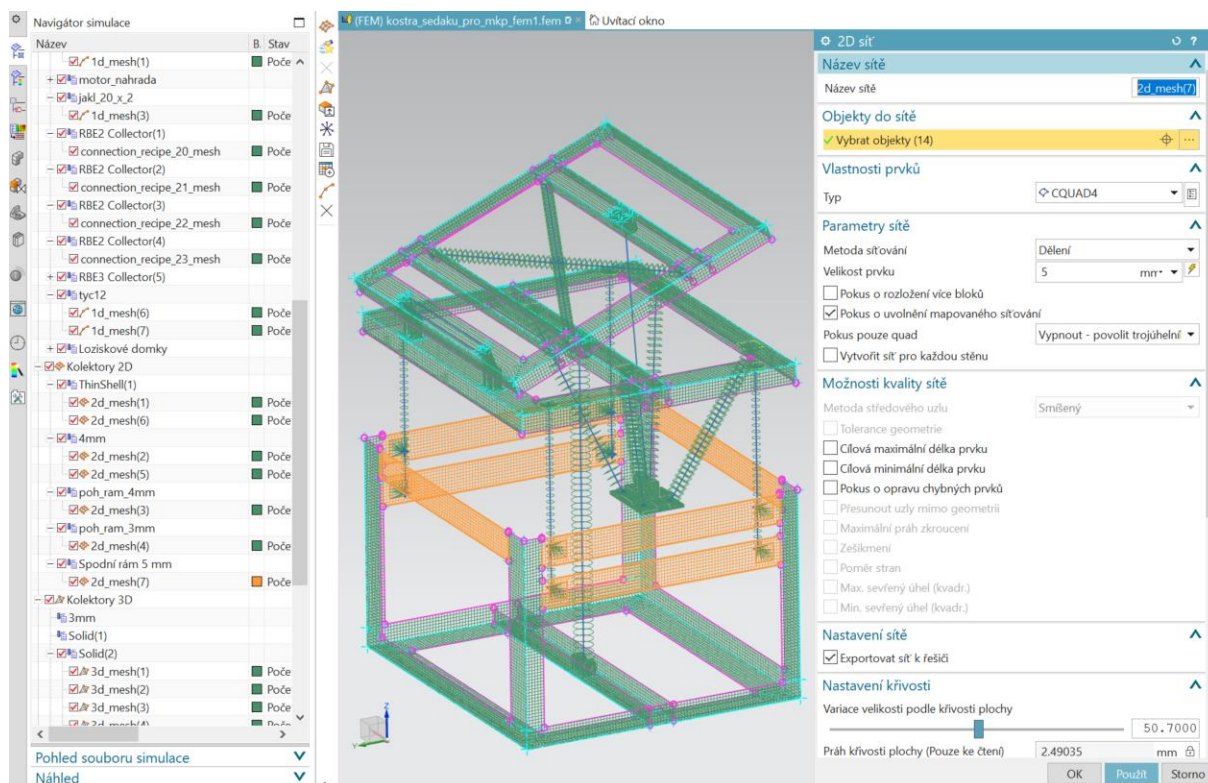 Navigátor simulace
Název B. Stav
1d_mesh(1) Poče
motor_nahrada
jakl_20_x_2
1d_mesh(3) Poče
RBE2 Collector(1)
connection_recipe_20_mesh Poče
RBE2 Collector(2)
connection_recipe_21_mesh Poče
RBE2 Collector(3)
connection_recipe_22_mesh Poče
RBE2 Collector(4)
connection_recipe_23_mesh Poče
RBE3 Collector(5)
tyc12
1d_mesh(6) Poče
1d_mesh(7) Poče
Loziskové domky
Kolektory 2D
ThinShell(1)
2d_mesh(1) Poče
2d_mesh(6) Poče
4mm
2d_mesh(2) Poče
2d_mesh(5) Poče
poh_ram_4mm
2d_mesh(3) Poče
poh_ram_3mm
2d_mesh(4) Poče
Spodní rám 5 mm
2d_mesh(7) Poče
Kolektory 3D
3mm
Solid(1)
Solid(2)
3d_mesh(1) Poče
3d_mesh(2) Poče
3d_mesh(3) Poče
3d_mesh(4) Poče
Pohled souboru simulace
Náhled
(FEM) kostra_sedaku_pro_mkp_fem1.fem
Uvítací okno
Z
Y
2D síť
Název sítě
Název sítě 2d_mesh(7)
Objekty do sítě
Vybrat objekty (14)
Vlastnosti prvků
Typ CQUAD4
Parametry sítě
Metoda síťování Dělení
Velikost prvku 5 mm
Pokus o rozložení více bloků
Pokus o uvolnění mapovaného síťování
Pokus pouze quad Vypnout - povolit trojúhelní
Vytvořit síť pro každou stěnu
Možnosti kvality sítě
Metoda středového uzlu Smíšený
Tolerance geometrie
Cílová maximální délka prvku
Cílová minimální délka prvku
Pokus o opravu chybných prvků
Přesunout uzly mimo geometrii
Maximální práh zkroucení
Zešikmení
Poměr stran
Max. sevřený úhel (kvadr.)
Min. sevřený úhel (kvadr.)
Nastavení sítě
Exportovat síť k řešiči
Nastavení křivosti
Variace velikosti podle křivosti plochy
50.7000
Práh křivosti plochy (Pouze ke čtení) 2.49035 mm
OK Použít Storno